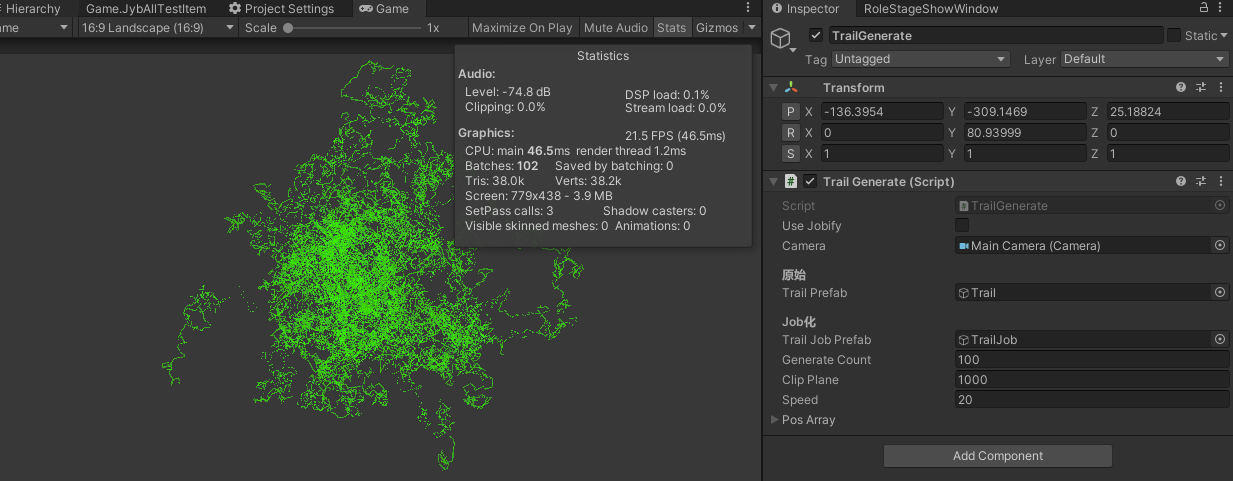 Hierarchy Game.JybAllTestItem Project Settings Game
ame 16:9 Landscape (16:9) Scale 1x Maximize On Play Mute Audio Stats Gizmos
Statistics
Audio:
Level: -74.8 dB DSP load: 0.1%
Clipping: 0.0% Stream load: 0.0%
Graphics: 21.5 FPS (46.5ms)
CPU: main 46.5ms render thread 1.2ms
Batches: 102 Saved by batching: 0
Tris: 38.0k Verts: 38.2k
Screen: 779x438 - 3.9 MB
SetPass calls: 3 Shadow casters: 0
Visible skinned meshes: 0 Animations: 0
Inspector RoleStageShowWindow
TrailGenerate Static
Tag Untagged Layer Default
Transform
P X -136.3954 Y -309.1469 Z 25.18824
R X 0 Y 80.93999 Z 0
S X 1 Y 1 Z 1
# Trail Generate (Script)
Script TrailGenerate
Use Jobify
Camera Main Camera (Camera)
原始
Trail Prefab Trail
Job化
Trail Job Prefab TrailJob
Generate Count 100
Clip Plane 1000
Speed 20
Pos Array
Add Component